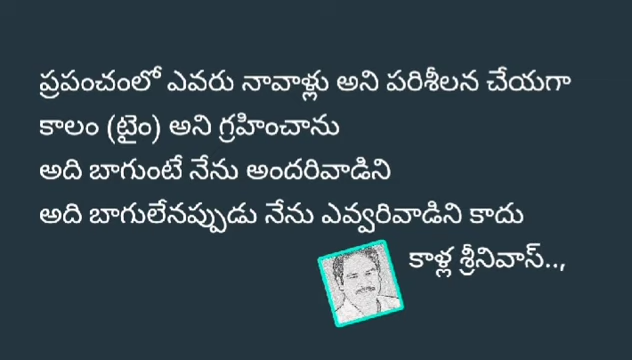 ప్రపంచంలో ఎవరు నావాళ్లు అని పరిశీలన చేయగా
కాలం (టైం) అని గ్రహించాను
అది బాగుంటే నేను అందరివాడిని
అది బాగులేనప్పుడు నేను ఎవ్వరివాడిని కాదు
కాళ్ల శ్రీనివాస్..,